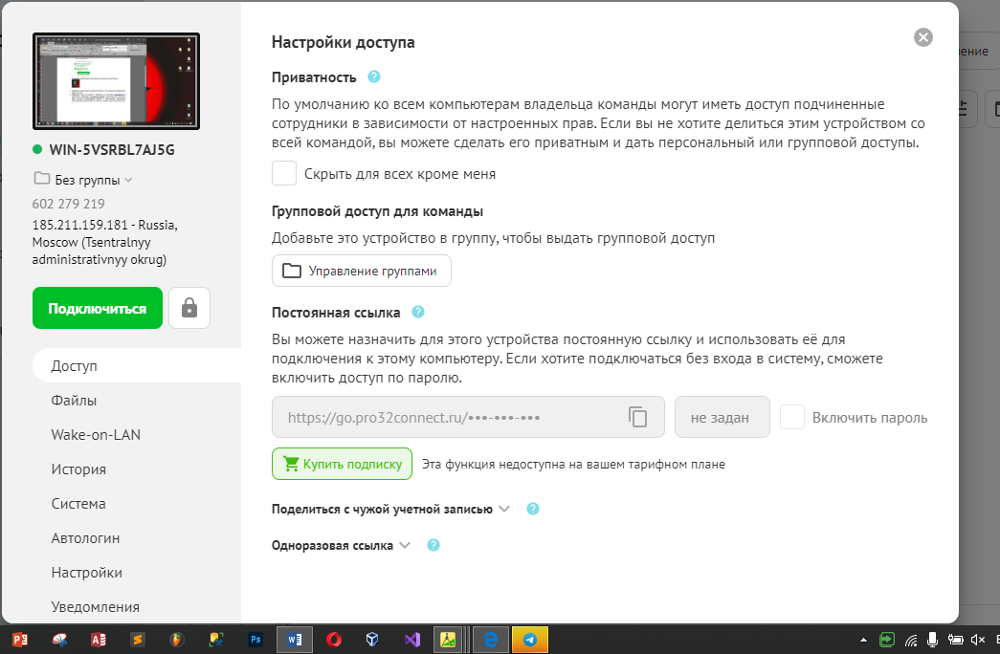 WIN-5VSRBL7AJ5G
Без группы
602 279 219
185.211.159.181 - Russia,
Moscow (Tsentralnyy
administrativnyy okrug)
Подключиться
Доступ
Файлы
Wake-on-LAN
История
Система
Автологин
Настройки
Уведомления
Настройки доступа
Приватность ?
По умолчанию ко всем компьютерам владельца команды могут иметь доступ подчиненные
сотрудники в зависимости от настроенных прав. Если вы не хотите делиться этим устройством со
всей командой, вы можете сделать его приватным и дать персональный или групповой доступы.
Скрыть для всех кроме меня
Групповой доступ для команды
Добавьте это устройство в группу, чтобы выдать групповой доступ
Управление группами
Постоянная ссылка ?
Вы можете назначить для этого устройства постоянную ссылку и использовать её для
подключения к этому компьютеру. Если хотите подключаться без входа в систему, сможете
включить доступ по паролю.
https://go.pro32connect.ru/•••-•••-••• не задан Включить пароль
Купить подписку Эта функция недоступна на вашем тарифном плане
Поделиться с чужой учетной записью ?
Одноразовая ссылка ?